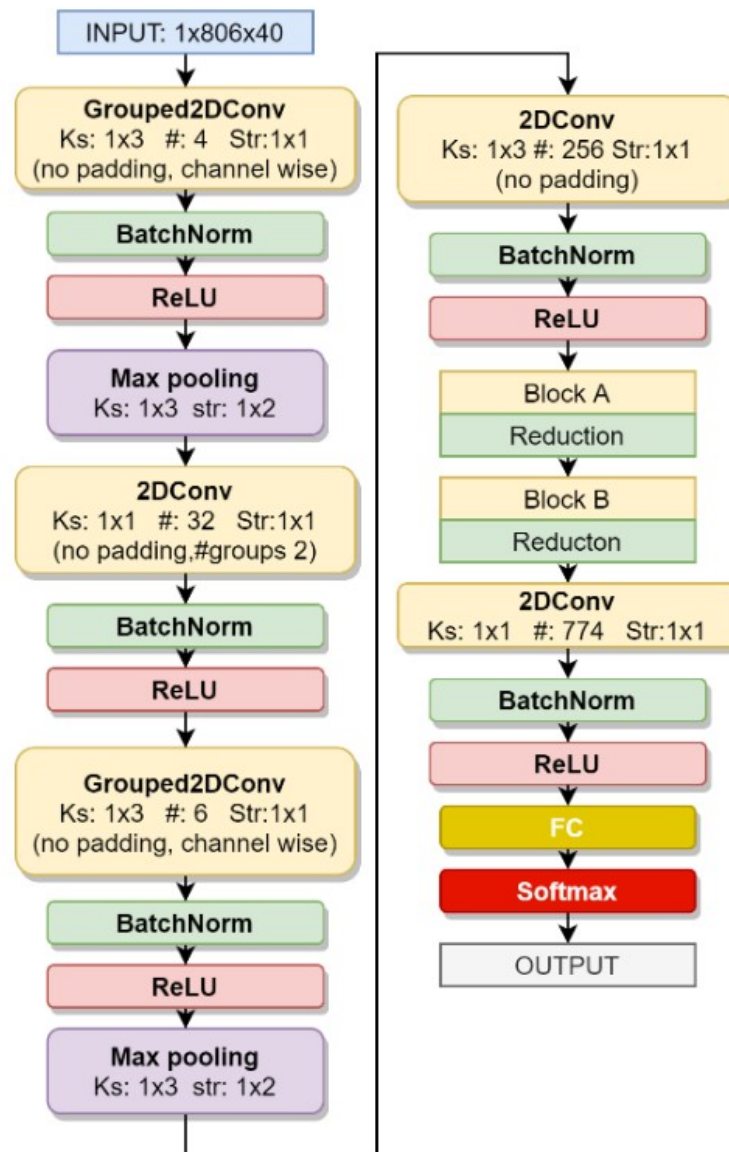 INPUT: 1x806x40
Grouped2DConv
Ks: 1x3 #: 4 Str:1x1
(no padding, channel wise)
BatchNorm
ReLU
Max pooling
Ks: 1x3 str: 1x2
2DConv
Ks: 1x1 #: 32 Str:1x1
(no padding,#groups 2)
BatchNorm
ReLU
Grouped2DConv
Ks: 1x3 #: 6 Str:1x1
(no padding, channel wise)
BatchNorm
ReLU
Max pooling
Ks: 1x3 str: 1x2
2DConv
Ks: 1x3 #: 256 Str:1x1
(no padding)
BatchNorm
ReLU
Block A
Reduction
Block B
Reducton
2DConv
Ks: 1x1 #: 774 Str:1x1
BatchNorm
ReLU
FC
Softmax
OUTPUT